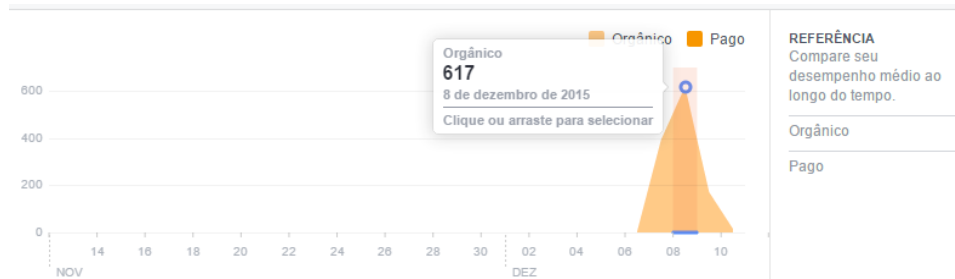 Orgânico Pago
Orgânico
617
8 de dezembro de 2015
Clique ou arraste para selecionar
600
400
200
0
14 16 18 20 22 24 26 28 30 02 04 06 08 10
NOV DEZ
REFERÊNCIA
Compare seu
desempenho médio ao
longo do tempo.
Orgânico
Pago